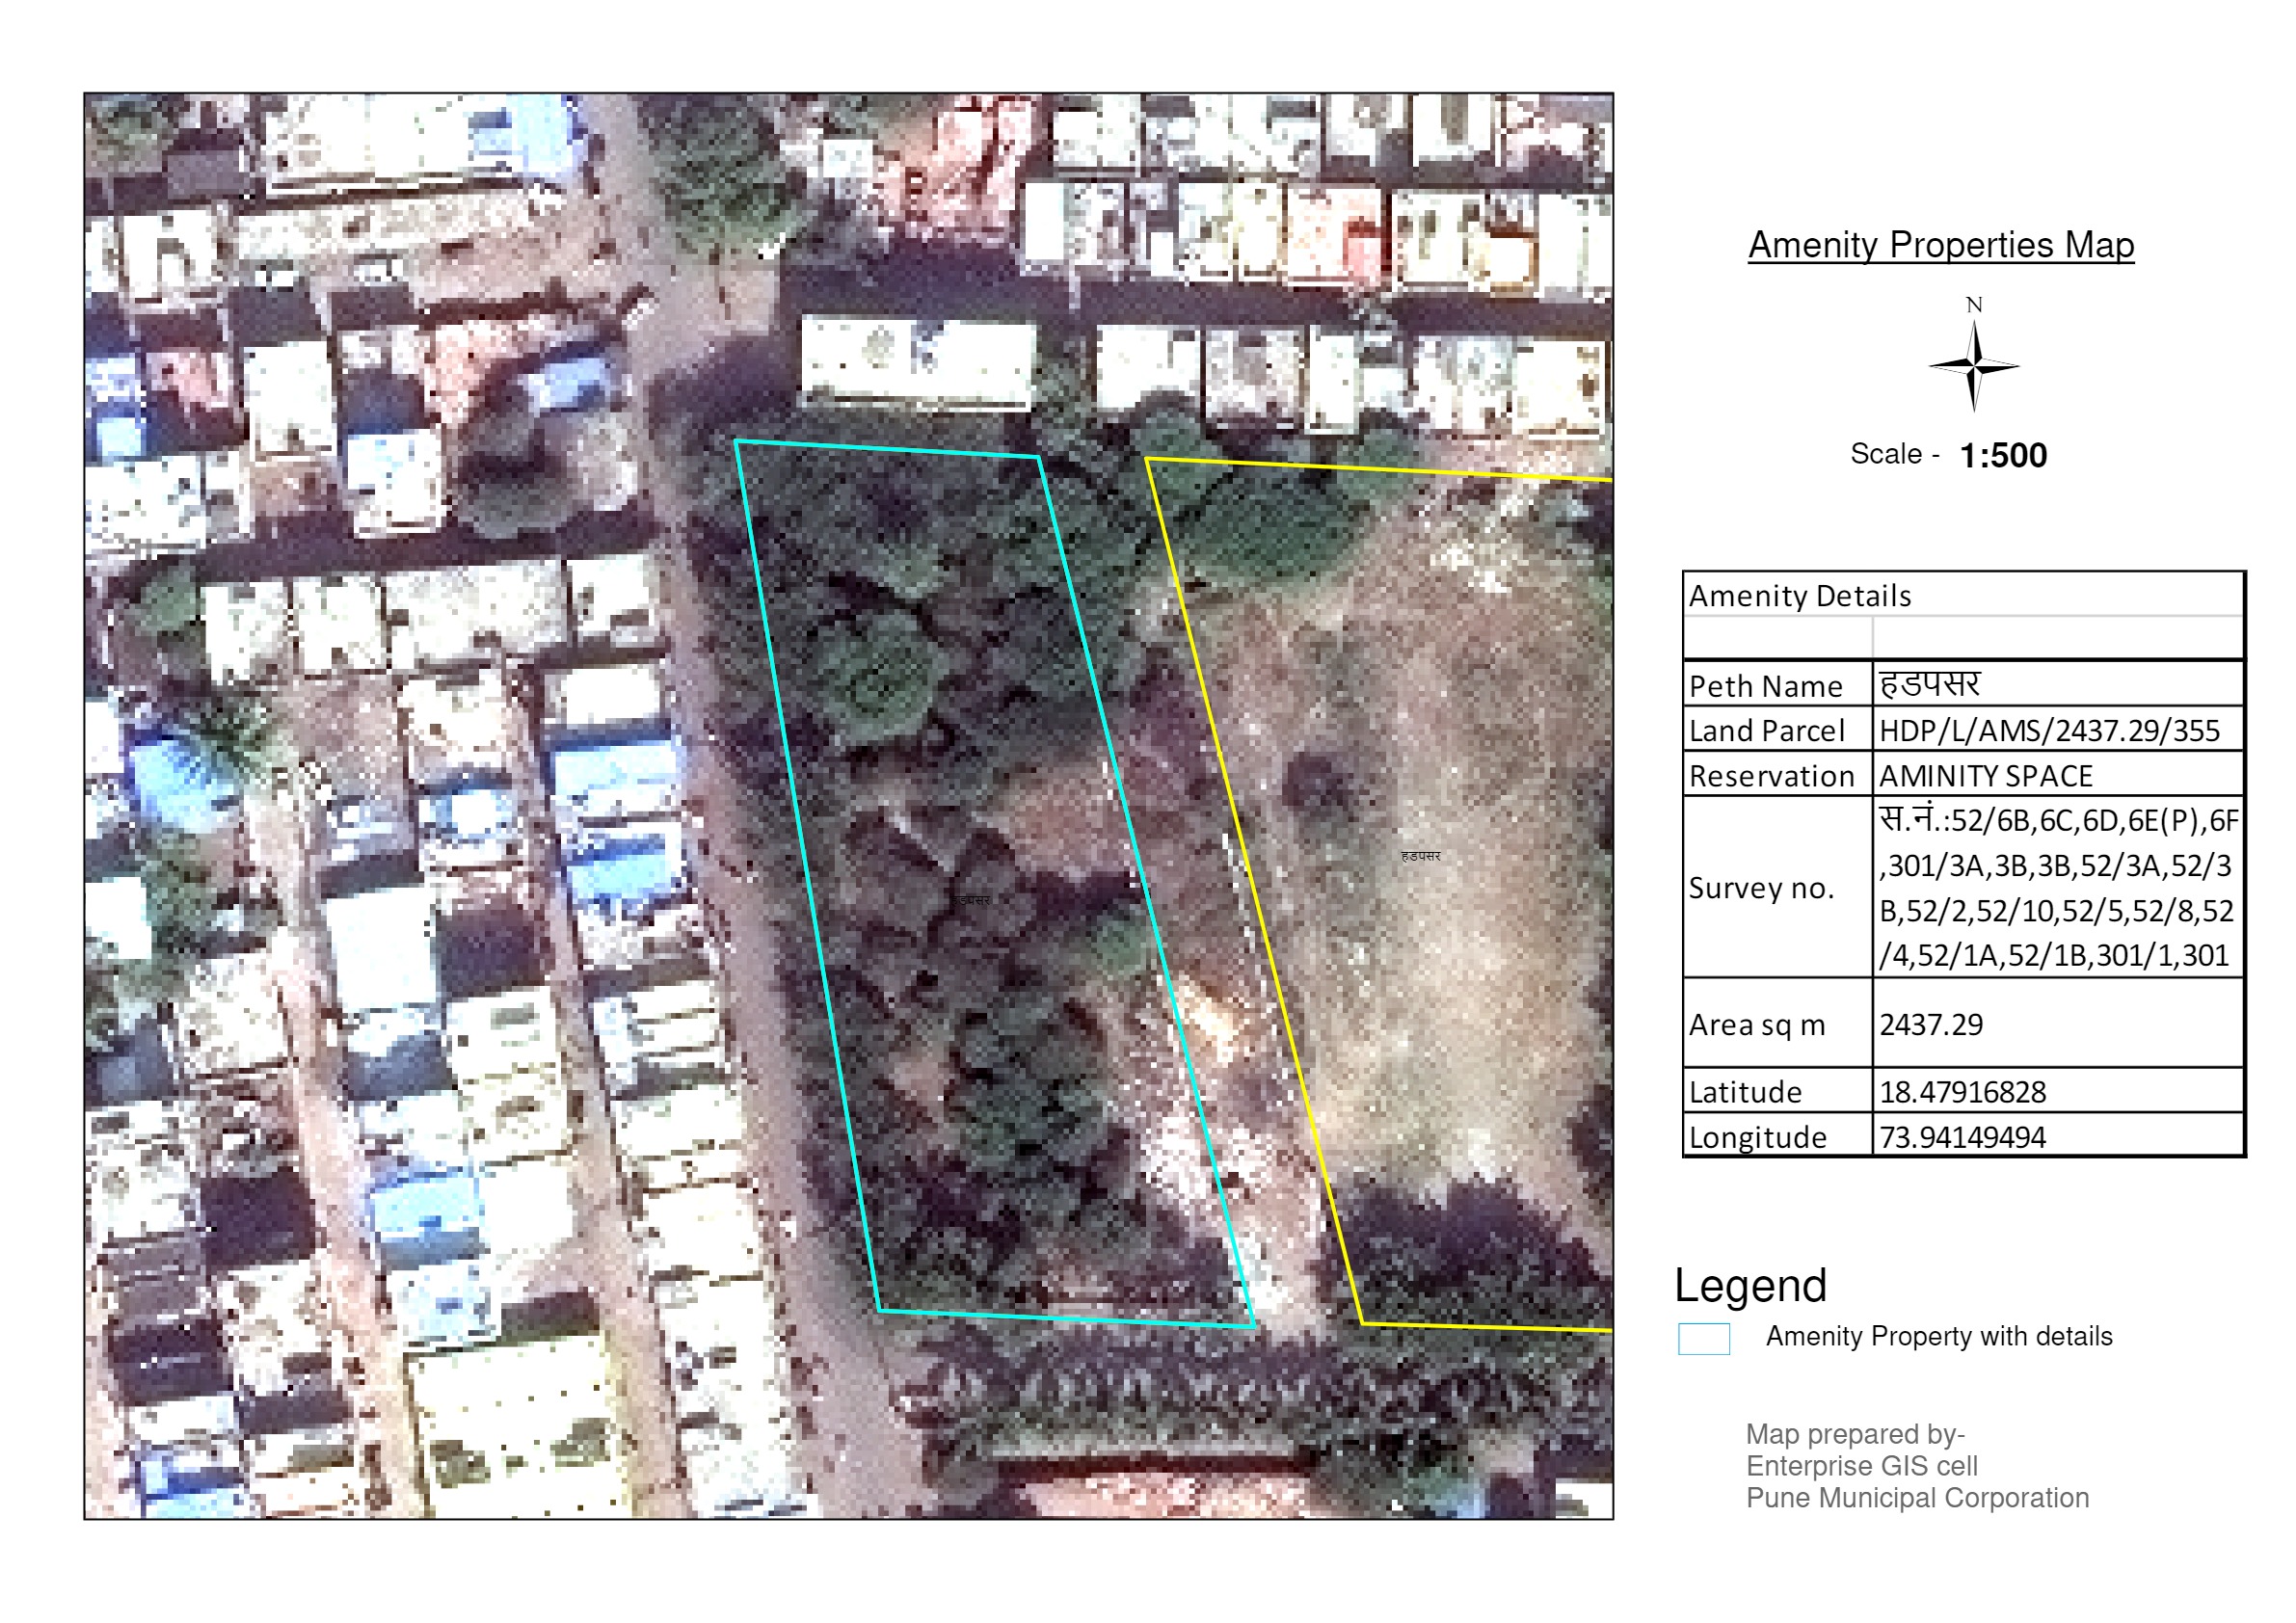 Amenity Properties Map
N
Scale - 1:500
Amenity Details
Peth Name हडपसर
Land Parcel HDP/L/AMS/2437.29/355
Reservation AMINITY SPACE
Survey no. स.नं.:52/6B,6C,6D,6E(P),6F
,301/3A,3B,3B,52/3A,52/3
B,52/2,52/10,52/5,52/8,52
/4,52/1A,52/1B,301/1,301
Area sq m 2437.29
Latitude 18.47916828
Longitude 73.94149494
हडपसर
हडपसर
Legend
Amenity Property with details
Map prepared by-
Enterprise GIS cell
Pune Municipal Corporation